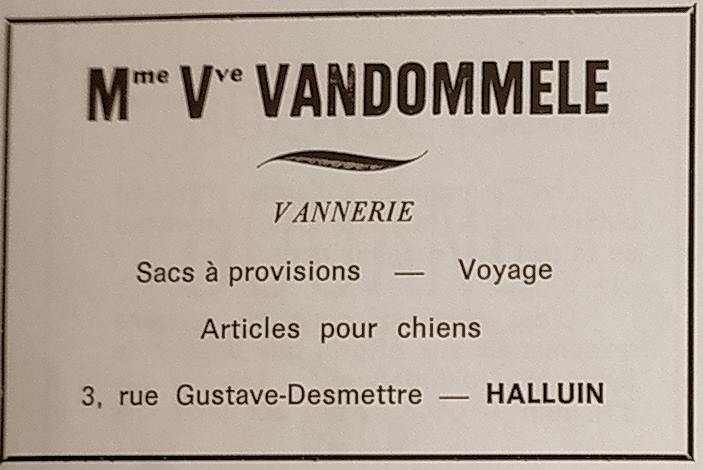 Mme Vve VANDOMMELE
VANNERIE
Sacs à provisions — Voyage
Articles pour chiens
3, rue Gustave-Desmettre — HALLUIN